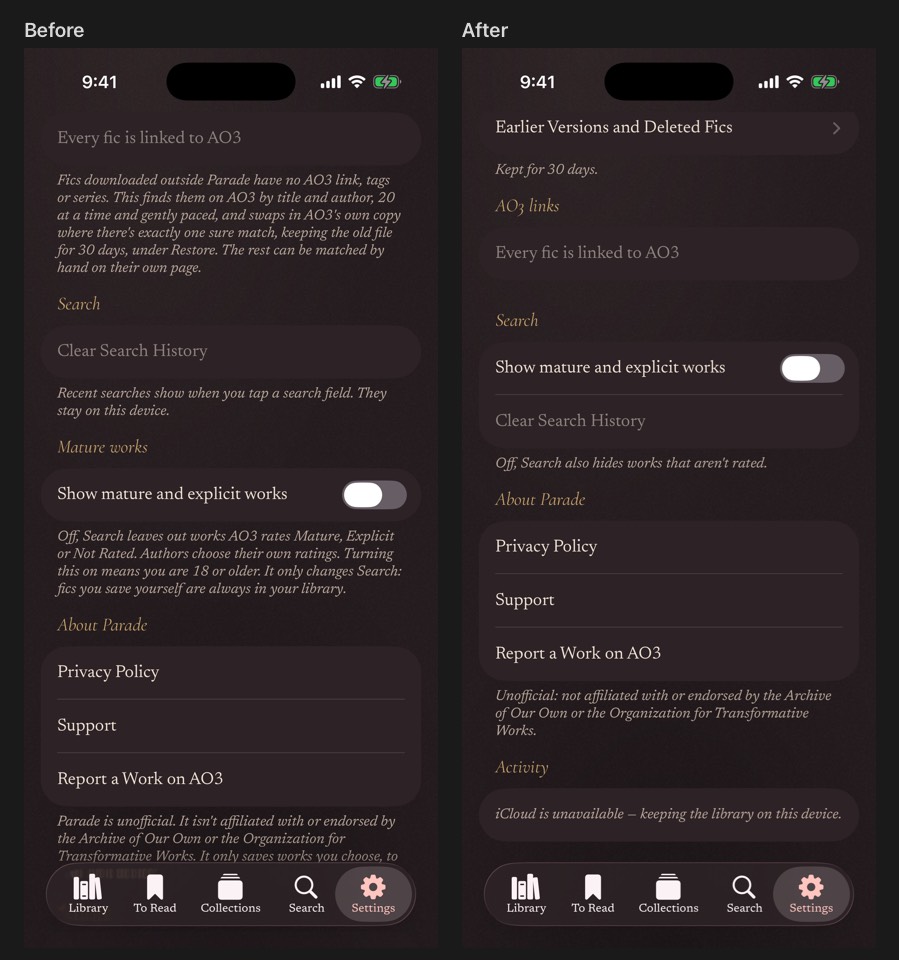 Before
9:41
Every fic is linked to AO3
Fics downloaded outside Parade have no AO3 link, tags
or series. This finds them on AO3 by title and author, 20
at a time and gently paced, and swaps in AO3's own copy
where there's exactly one sure match, keeping the old file
for 30 days, under Restore. The rest can be matched by
hand on their own page.
Search
Clear Search History
Recent searches show when you tap a search field. They
stay on this device.
Mature works
Show mature and explicit works
Off, Search leaves out works AO3 rates Mature, Explicit
or Not Rated. Authors choose their own ratings. Turning
this on means you are 18 or older. It only changes Search:
fics you save yourself are always in your library.
About Parade
Privacy Policy
Support
Report a Work on AO3
Parade is unofficial. It isn't affiliated with or endorsed by
the Archive of Our Own or the Organization for
Transformative Works. It only saves works you choose, to
Library
To Read
Collections
Search
Settings
After
9:41
Earlier Versions and Deleted Fics
Kept for 30 days.
AO3 links
Every fic is linked to AO3
Search
Show mature and explicit works
Clear Search History
Off, Search also hides works that aren't rated.
About Parade
Privacy Policy
Support
Report a Work on AO3
Unofficial: not affiliated with or endorsed by the Archive
of Our Own or the Organization for Transformative
Works.
Activity
iCloud is unavailable – keeping the library on this device.
Library
To Read
Collections
Search
Settings